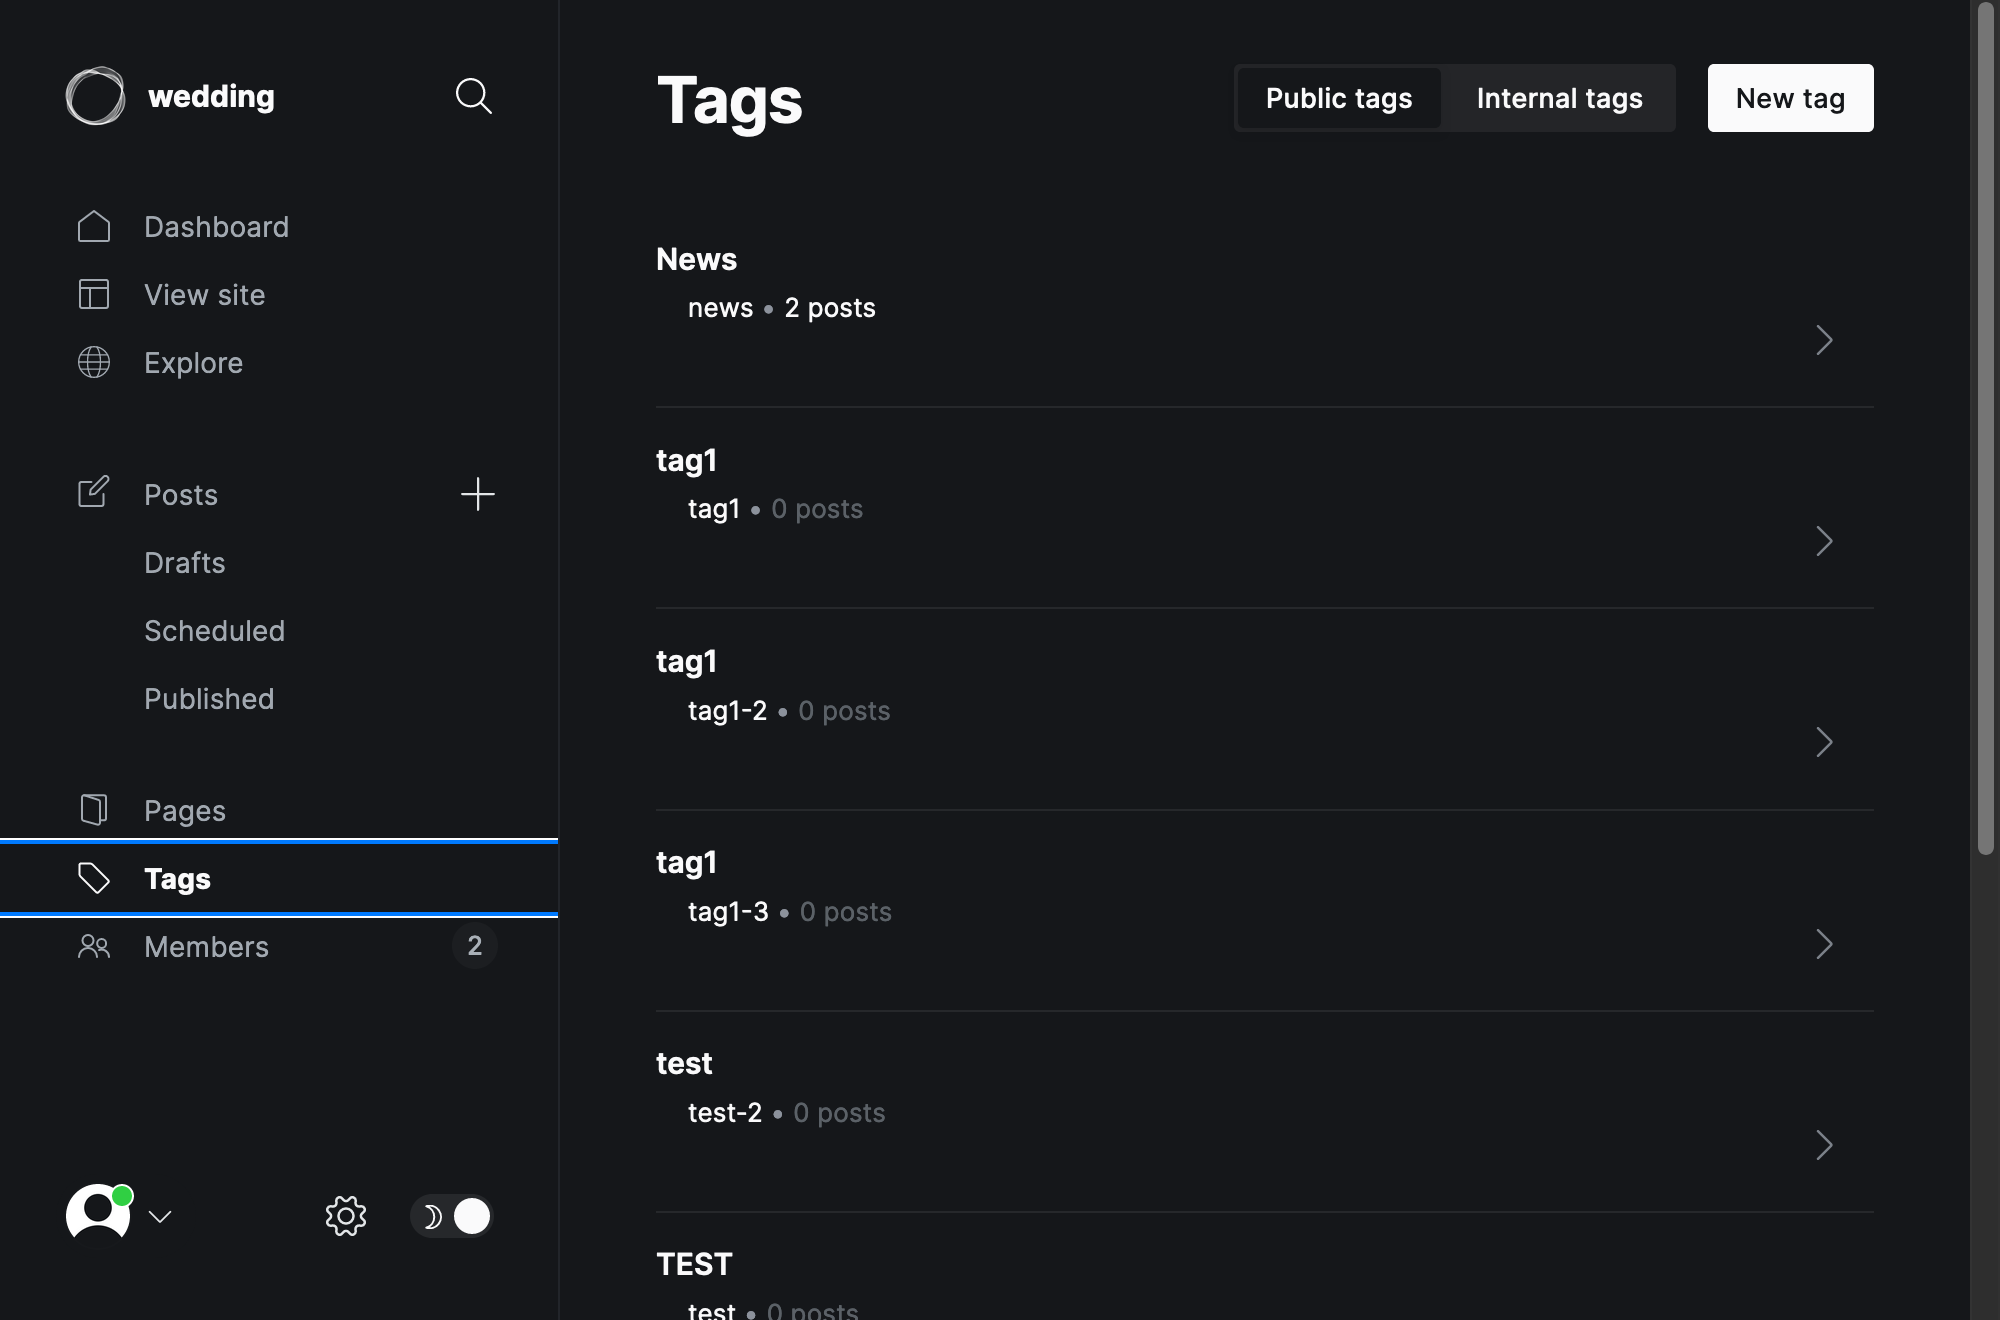 wedding
Dashboard
View site
Explore
Posts
Drafts
Scheduled
Published
Pages
Tags
Members 2
Tags
Public tags Internal tags New tag
News
news • 2 posts
tag1
tag1 • 0 posts
tag1
tag1-2 • 0 posts
tag1
tag1-3 • 0 posts
test
test-2 • 0 posts
TEST
test • 0 posts